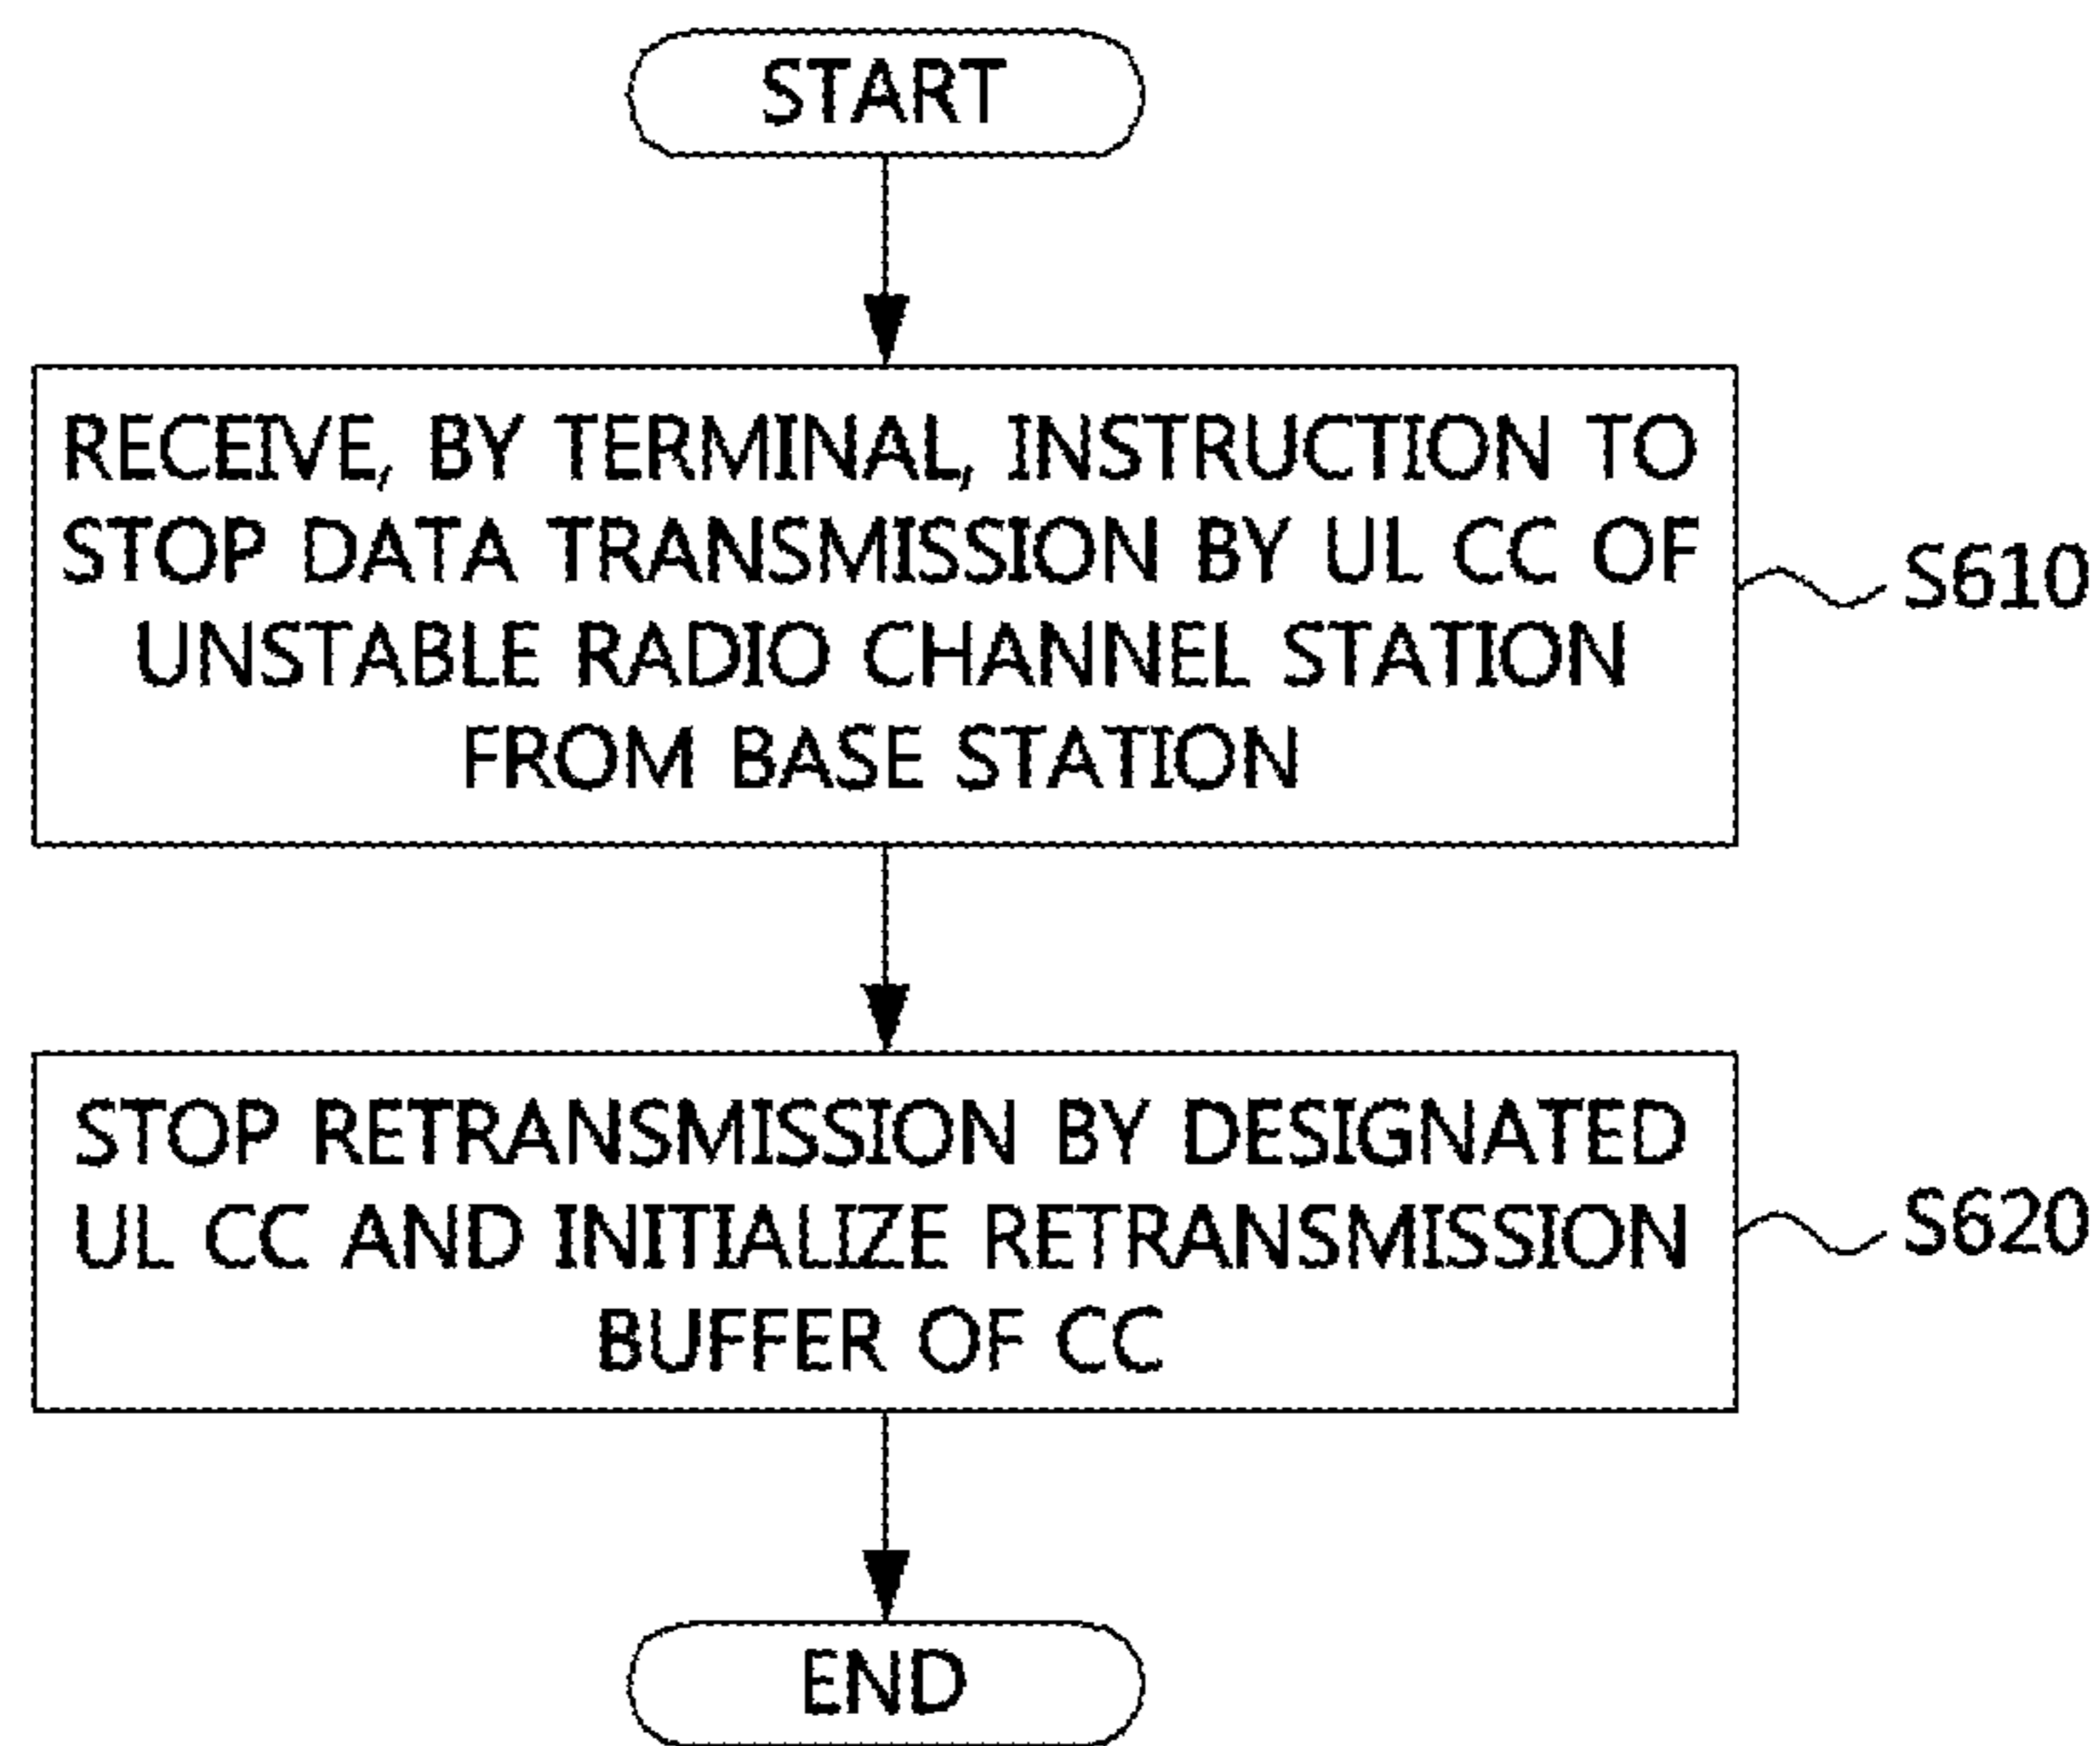 START
RECEIVE, BY TERMINAL, INSTRUCTION TO
STOP DATA TRANSMISSION BY UL CC OF
UNSTABLE RADIO CHANNEL STATION
FROM BASE STATION
S610
STOP RETRANSMISSION BY DESIGNATED
UL CC AND INITIALIZE RETRANSMISSION
BUFFER OF CC
S620
END